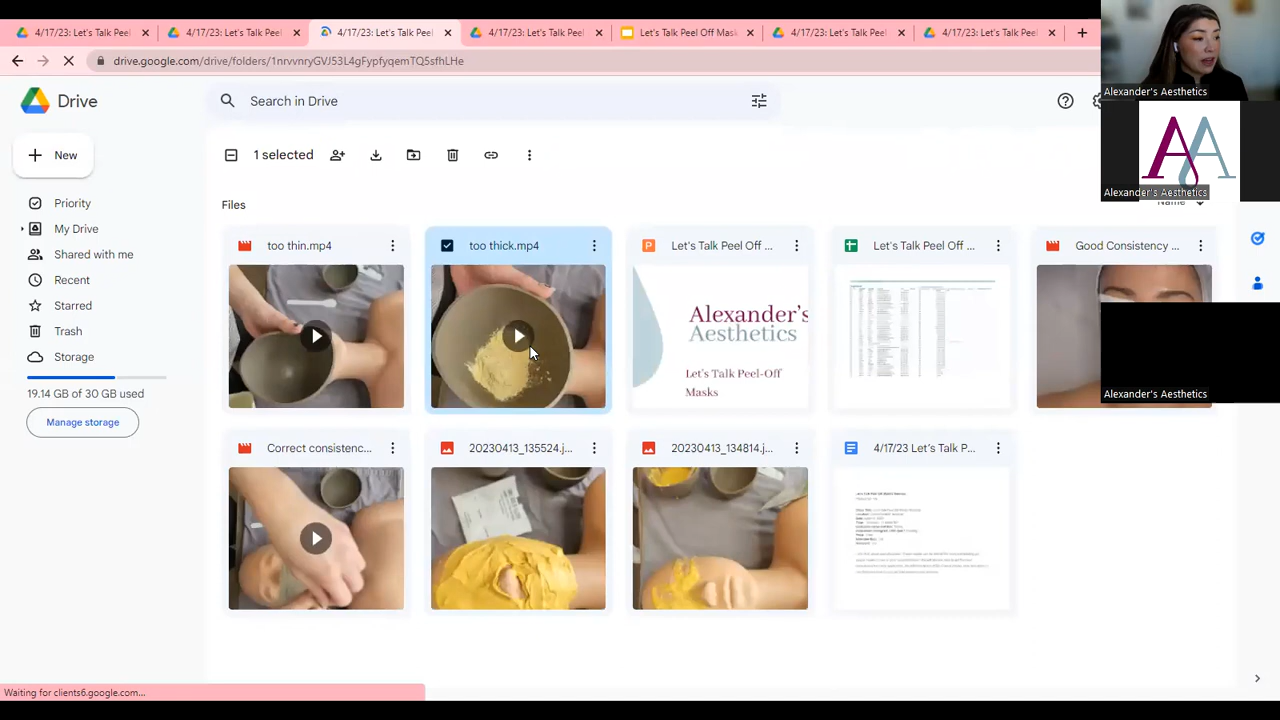 4/17/23: Let's Talk Peel
4/17/23: Let's Talk Peel
4/17/23: Let's Talk Peel
4/17/23: Let's Talk Peel
Let's Talk Peel Off Mask
4/17/23: Let's Talk Peel
4/17/23: Let's Talk Peel
drive.google.com/drive/folders/1nrvvnryGVJ53L4gFypfyqemTQ5sfhLHe
Alexander's Aesthetics
Drive
Search in Drive
New
1 selected
AA
Alexander's Aesthetics
Name
Files
Priority
My Drive
Shared with me
Recent
Starred
Trash
Storage
19.14 GB of 30 GB used
Manage storage
too thin.mp4
too thick.mp4
Let's Talk Peel Off ...
Let's Talk Peel Off ...
Good Consistency ...
Alexander's
Aesthetics
Let's Talk Peel-Off
Masks
Alexander's Aesthetics
Correct consistenc...
20230413_135524.j...
20230413_134814.j...
4/17/23 Let's Talk P...
Waiting for clients6.google.com...